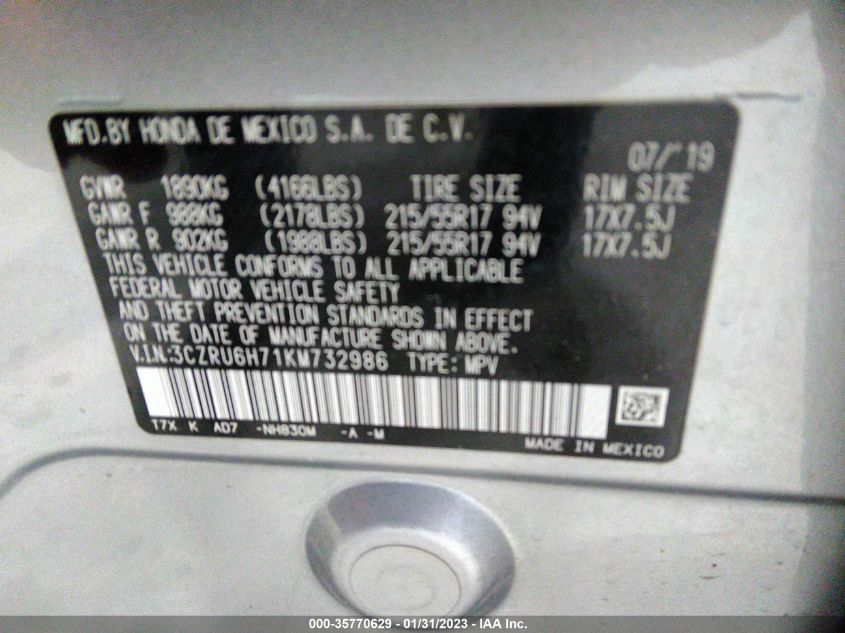 MFD.BY HONDA DE MEXICO S.A. DE C.V.
07/'19
GVWR 1890KG (4166LBS) TIRE SIZE RIM SIZE
GAWR F 988KG (2178LBS) 215/55R17 94V 17X7.5J
GAWR R 902KG (1988LBS) 215/55R17 94V 17X7.5J
THIS VEHICLE CONFORMS TO ALL APPLICABLE
FEDERAL MOTOR VEHICLE SAFETY
AND THEFT PREVENTION STANDARDS IN EFFECT
ON THE DATE OF MANUFACTURE SHOWN ABOVE.
V.I.N:3CZRU6H71KM732986 TYPE: MPV
T7X K AD7 -NH830M -A -M
MADE IN MEXICO
000-35770629 - 01/31/2023 - IAA Inc.